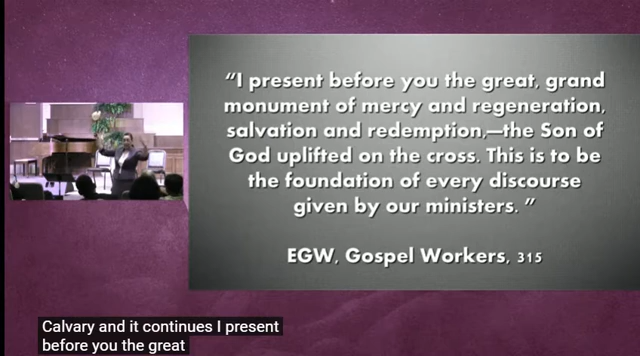 “I present before you the great, grand
monument of mercy and regeneration,
salvation and redemption,—the Son of
God uplifted on the cross. This is to be
the foundation of every discourse
given by our ministers. ”
EGW, Gospel Workers, 315
Calvary and it continues I present
before you the great